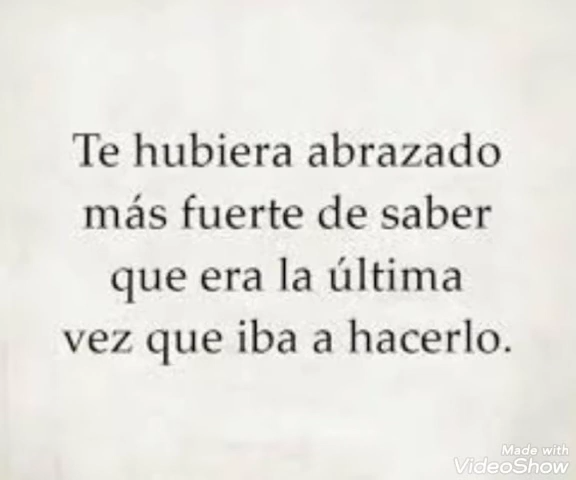 Te hubiera abrazado
más fuerte de saber
que era la última
vez que iba a hacerlo.
Made with
VideoShow